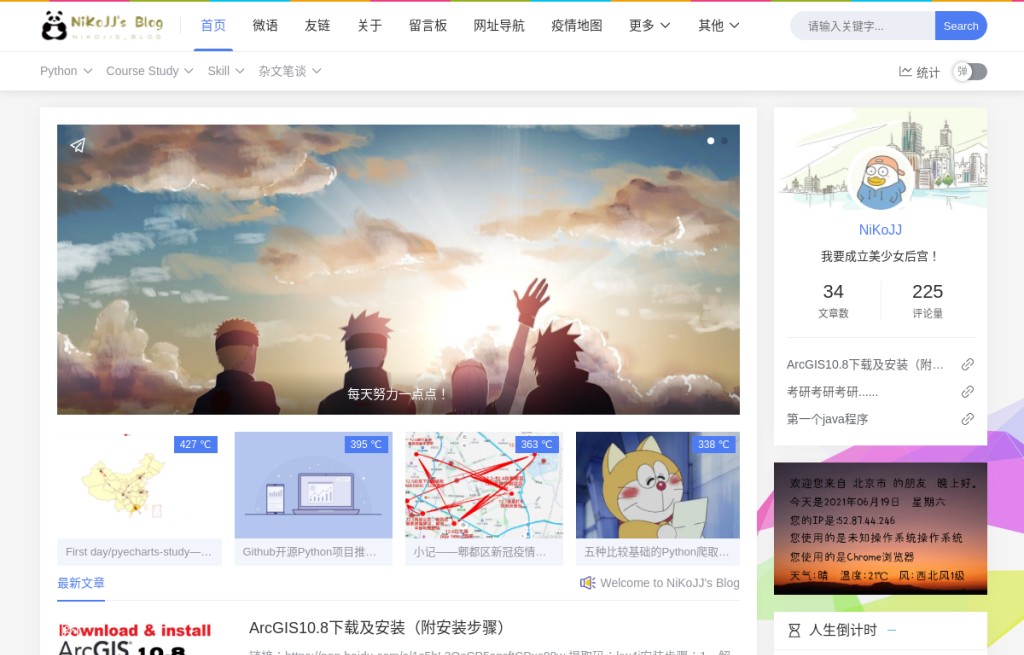 NiKoJJ's Blog
NIKOJJS_BLOG
首页 微语 友链 关于 留言板 网址导航 疫情地图 更多 其他
请输入关键字...
Search
Python Course Study Skill 杂文笔谈
统计 弹
每天努力一点点！
NiKoJJ
我要成立美少女后宫！
34 225
文章数 评论量
ArcGIS10.8下载及安装（附...
考研考研考研......
第一个java程序
427 ℃
395 ℃
363 ℃
338 ℃
First day/pyecharts-study—...
Github开源Python项目推...
小记——郫都区新冠疫情...
五种比较基础的Python爬取...
欢迎您来自 北京市 的朋友 晚上好。
今天是2021年06月19日 星期六
您的IP是:52.87.44.246
您使用的是未知操作系统操作系统
您使用的是Chrome浏览器
天气:晴 温度:21℃ 风:西北风1级
最新文章
Welcome to NiKoJJ's Blog
人生倒计时
Download & install
ArcGIS 10.8
ArcGIS10.8下载及安装（附安装步骤）